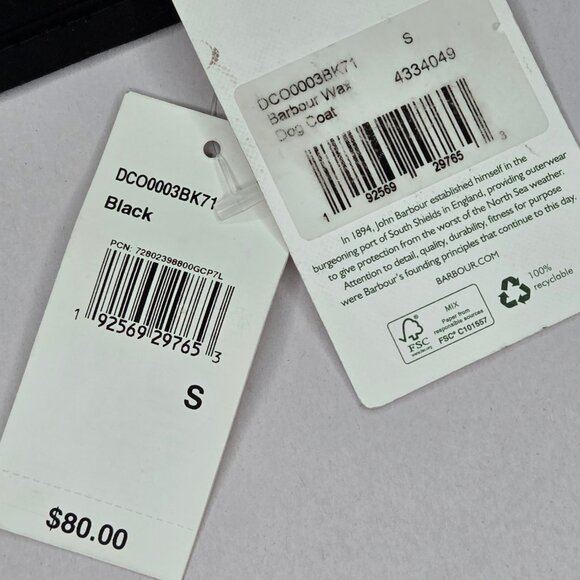 DCO0003BK71
Black
PCN: 72802398800GCP7L
1 92569 29765 3
S
$80.00
S
DCO0003BK71
4334049
Barbour Wax
Dog Coat
1 92569 29765 3
In 1894, John Barbour established himself in the
burgeoning port of South Shields in England, providing outerwear
to give protection from the worst of the North Sea weather.
Attention to detail, quality, durability, fitness for purpose
were Barbour's founding principles that continue to this day.
BARBOUR.COM
FSC
www.fsc.org
MIX
Paper from
responsible sources
FSC® C101557
100%
recyclable